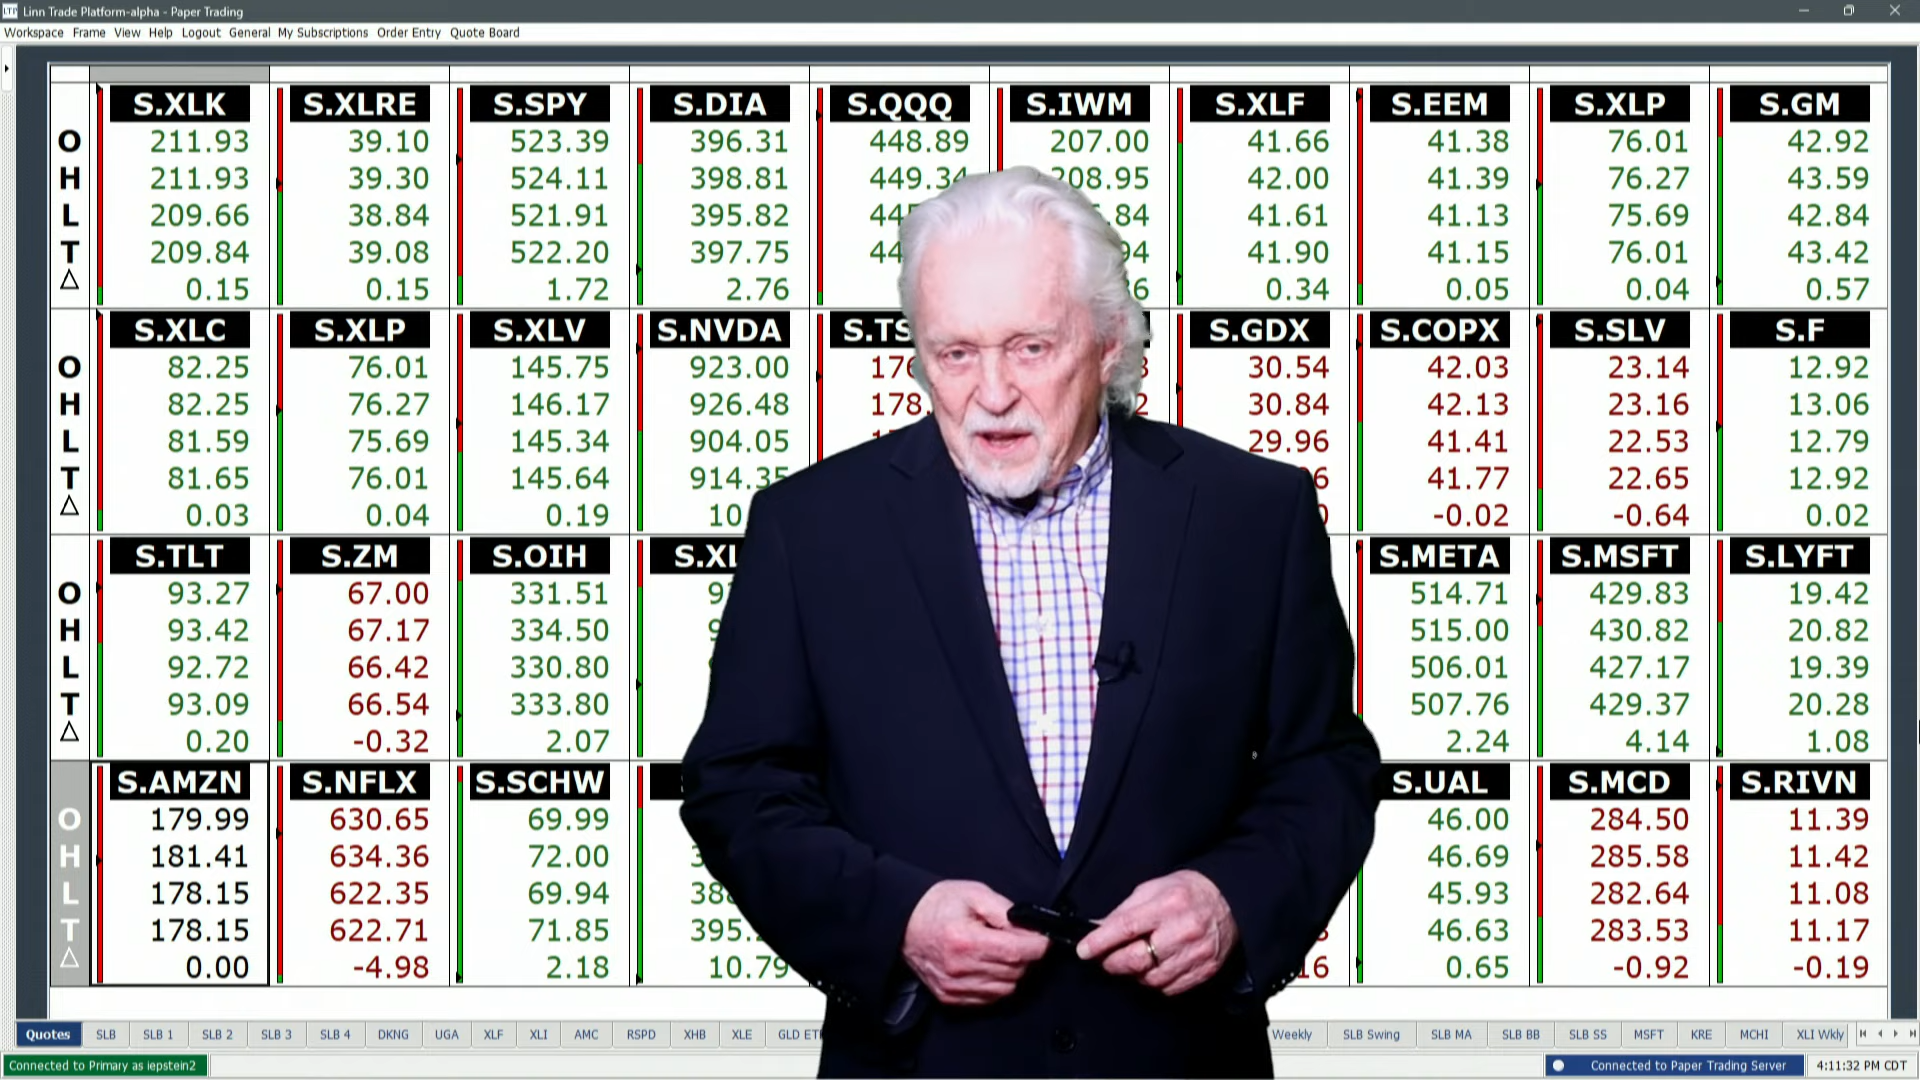 Linn Trade Platform-alpha - Paper Trading
Workspace Frame View Help Logout General My Subscriptions Order Entry Quote Board
S.XLK S.XLRE S.SPY S.DIA S.QQQ S.IWM S.XLF S.EEM S.XLP S.GM
O 211.93 39.10 523.39 396.31 448.89 207.00 41.66 41.38 76.01 42.92
H 211.93 39.30 524.11 398.81 449.34 208.95 42.00 41.39 76.27 43.59
L 209.66 38.84 521.91 395.82 41.61 41.13 75.69 42.84
T 209.84 39.08 522.20 397.75 41.90 41.15 76.01 43.42
△ 0.15 0.15 1.72 2.76 0.34 0.05 0.04 0.57
S.XLC S.XLP S.XLV S.NVDA S.GDX S.COPX S.SLV S.F
O 82.25 76.01 145.75 923.00 30.54 42.03 23.14 12.92
H 82.25 76.27 146.17 926.48 30.84 42.13 23.16 13.06
L 81.59 75.69 145.34 904.05 29.96 41.41 22.53 12.79
T 81.65 76.01 145.64 914.35 41.77 22.65 12.92
△ 0.03 0.04 0.19 -0.02 -0.64 0.02
S.TLT S.ZM S.OIH S.META S.MSFT S.LYFT
O 93.27 67.00 331.51 514.71 429.83 19.42
H 93.42 67.17 334.50 515.00 430.82 20.82
L 92.72 66.42 330.80 506.01 427.17 19.39
T 93.09 66.54 333.80 507.76 429.37 20.28
△ 0.20 -0.32 2.07 2.24 4.14 1.08
S.AMZN S.NFLX S.SCHW S.UAL S.MCD S.RIVN
O 179.99 630.65 69.99 46.00 284.50 11.39
H 181.41 634.36 72.00 46.69 285.58 11.42
L 178.15 622.35 69.94 45.93 282.64 11.08
T 178.15 622.71 71.85 46.63 283.53 11.17
△ 0.00 -4.98 2.18 10.79 0.65 -0.92 -0.19
Quotes SLB SLB 1 SLB 2 SLB 3 SLB 4 DKNG UGA XLF XLI AMC RSPD XHB XLE GLD Weekly SLB Swing SLB MA SLB BB SLB SS MSFT KRE MCHI XLI Wkly
Connected to Primary as iepstein2 Connected to Paper Trading Server 4:11:32 PM CDT